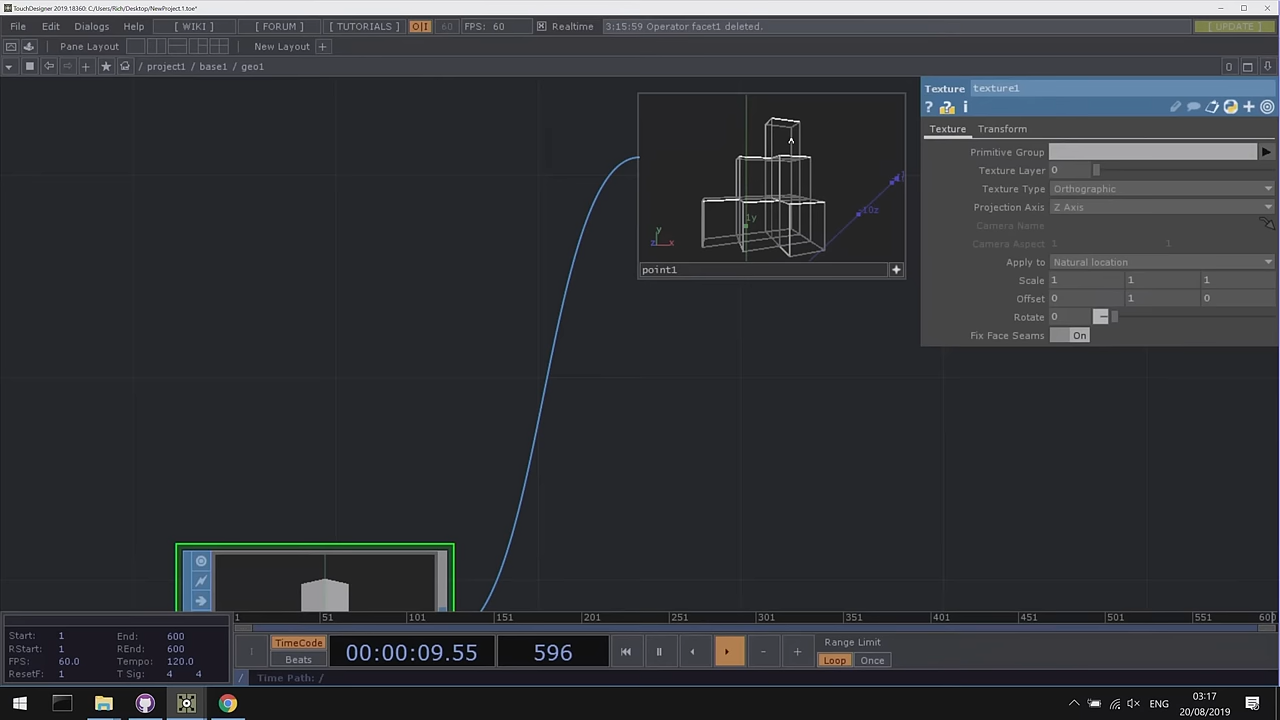 TouchDesigner 2019.18360: C:/Users/Rich/Desktop/NewProject.1.toe*
File Edit Dialogs Help [ WIKI ] [ FORUM ] [ TUTORIALS ] O|I 60 FPS: 60 Realtime 3:15:59 Operator facet1 deleted. [ UPDATE ]
Pane Layout New Layout +
/ project1 / base1 / geo1
Texture texture1
? ? i
Texture Transform
Primitive Group
Texture Layer 0
Texture Type Orthographic
Projection Axis Z Axis
Camera Name
Camera Aspect 1 1
Apply to Natural location
Scale 1 1 1
Offset 0 1 0
Rotate 0
Fix Face Seams On
1y
-10z
y
z x
point1
1 51 101 151 201 251 301 351 401 451 501 551 600
Start: 1 End: 600
RStart: 1 REnd: 600
FPS: 60.0 Tempo: 120.0
ResetF: 1 T Sig: 4 4
TimeCode
Beats
00:00:09.55 596
Range Limit
Loop Once
/ Time Path: /
ENG
03:17
20/08/2019